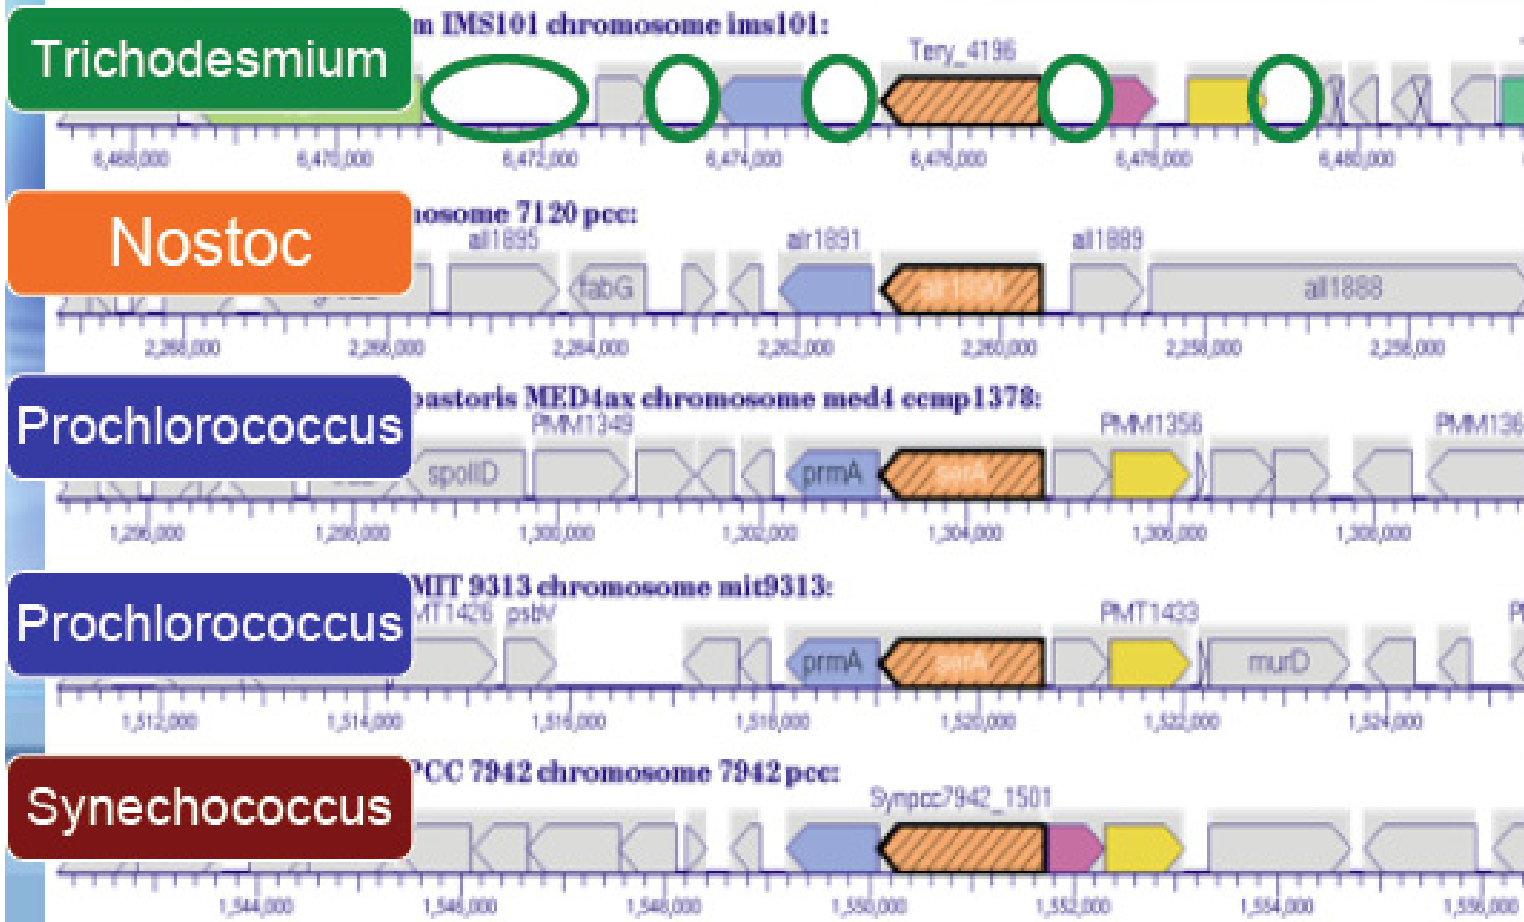 m IMS101 chromosome ims101:
Trichodesmium
Tery_4196
6,468,000 6,470,000 6,472,000 6,474,000 6,476,000 6,478,000 6,480,000
nosome 7120 pcc:
Nostoc
all1895 alr1891 all1889
fabG alr1890 all1888
2,268,000 2,266,000 2,264,000 2,262,000 2,260,000 2,258,000 2,256,000
pastoris MED4ax chromosome med4 ccmp1378:
Prochlorococcus
PMM1349 PMM1356 PMM136
spoIID prmA serA
1,296,000 1,298,000 1,300,000 1,302,000 1,304,000 1,306,000 1,308,000
MIT 9313 chromosome mit9313:
Prochlorococcus
MT1426 psbV PMT1433
prmA serA murD
1,512,000 1,514,000 1,516,000 1,518,000 1,520,000 1,522,000 1,524,000
PCC 7942 chromosome 7942 pcc:
Synechococcus
Synpcc7942_1501
1,544,000 1,546,000 1,548,000 1,550,000 1,552,000 1,554,000 1,556,000